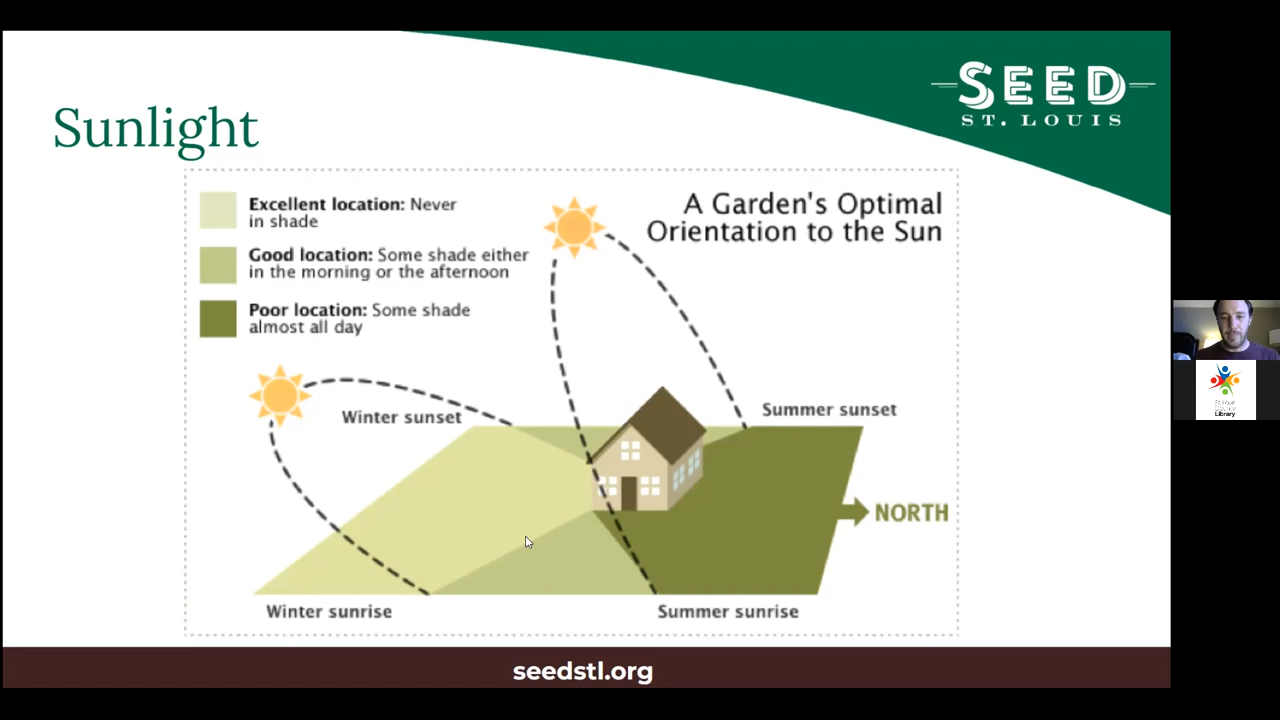 SEED
ST. LOUIS
Sunlight
A Garden's Optimal
Orientation to the Sun
Excellent location: Never
in shade
Good location: Some shade either
in the morning or the afternoon
Poor location: Some shade
almost all day
Winter sunset
Summer sunset
NORTH
Winter sunrise
Summer sunrise
seedstl.org
Library